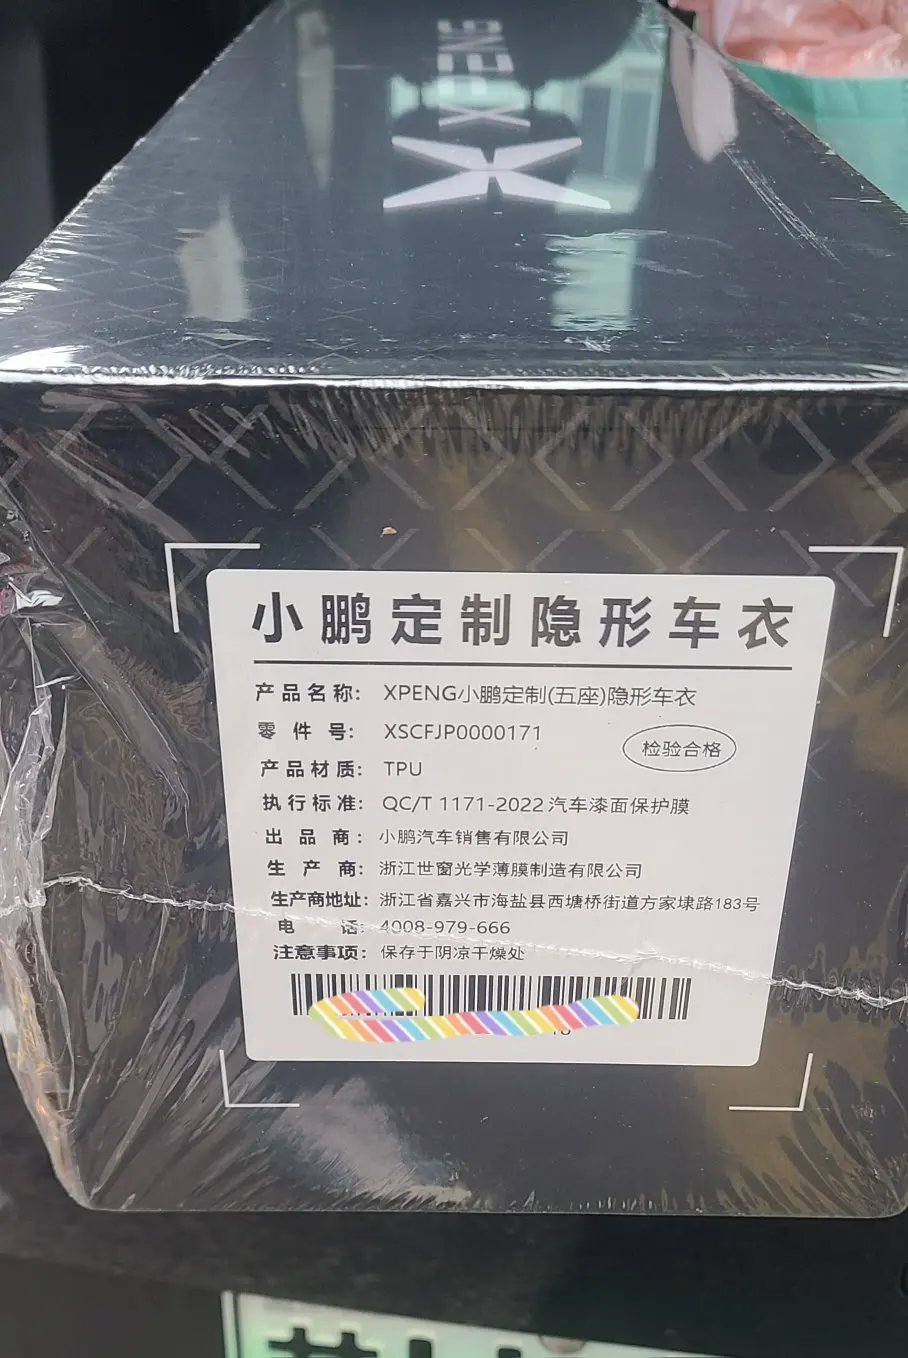 XPENG
小鹏定制隐形车衣
产品名称: XPENG小鹏定制(五座)隐形车衣
零件号: XSCFJP0000171
检验合格
产品材质: TPU
执行标准: QC/T 1171-2022 汽车漆面保护膜
出品商: 小鹏汽车销售有限公司
生产商: 浙江世窗光学薄膜制造有限公司
生产商地址: 浙江省嘉兴市海盐县西塘桥街道方家埭路183号
电话: 4008-979-666
注意事项: 保存于阴凉干燥处